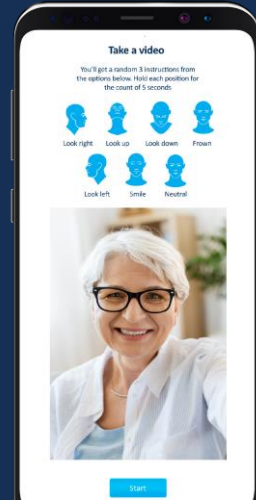 Take a video
You'll get a random 3 instructions from
the options below. Hold each position for
the count of 5 seconds
Look right Look up Look down Frown
Look left Smile Neutral
Start